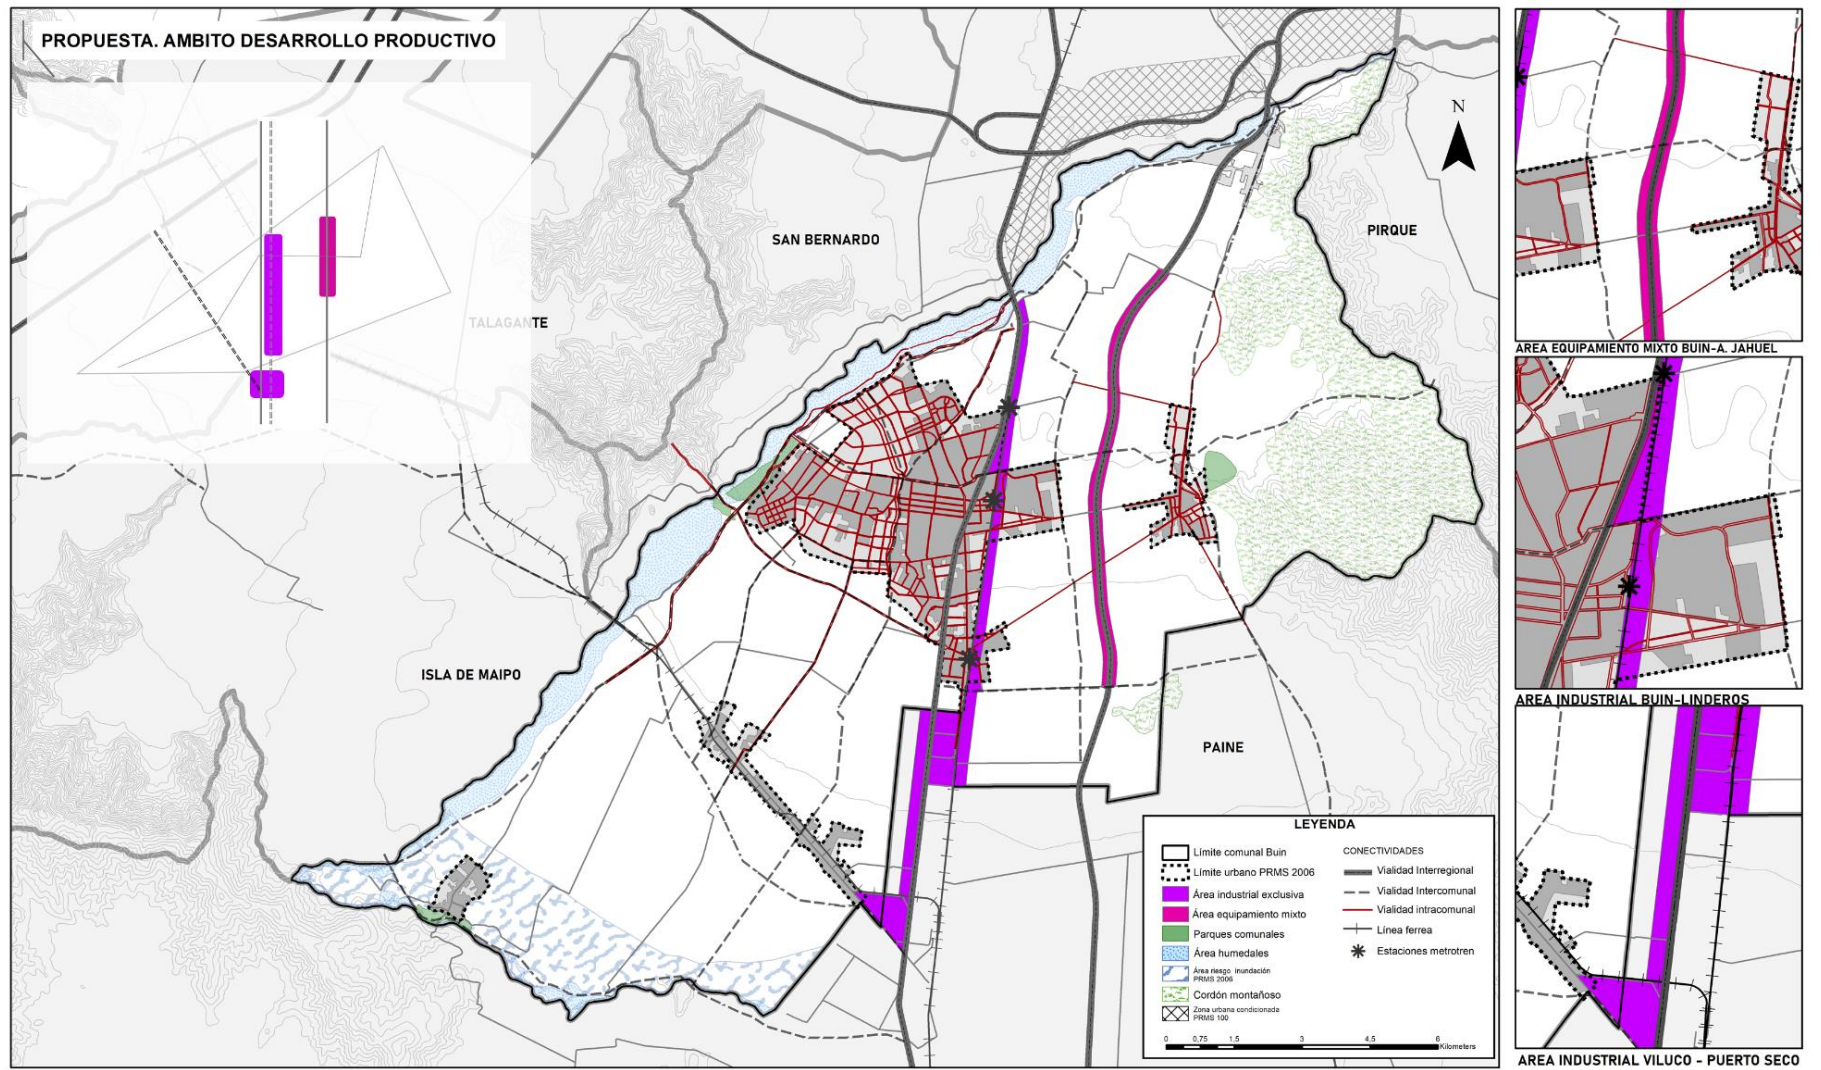 PROPUESTA. AMBITO DESARROLLO PRODUCTIVO
N
SAN BERNARDO
PIRQUE
TALAGANTE
ISLA DE MAIPO
PAINE
LEYENDA
Límite comunal Buin
Límite urbano PRMS 2006
Área industrial exclusiva
Área equipamiento mixto
Parques comunales
Área humedales
Área riesgo inundación
PRMS 2006
Cordón montañoso
Zona urbana condicionada
PRMS 100
CONECTIVIDADES
Vialidad Interregional
Vialidad Intercomunal
Vialidad intracomunal
Línea ferrea
Estaciones metrotren
0 0,75 1,5 3 4,5 6
Kilometers
AREA EQUIPAMIENTO MIXTO BUIN-A. JAHUEL
AREA INDUSTRIAL BUIN-LINDEROS
AREA INDUSTRIAL VILUCO - PUERTO SECO